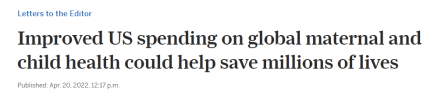 Letters to the Editor
Improved US spending on global maternal and
child health could help save millions of lives
Published: Apr. 20, 2022, 12:17 p.m.